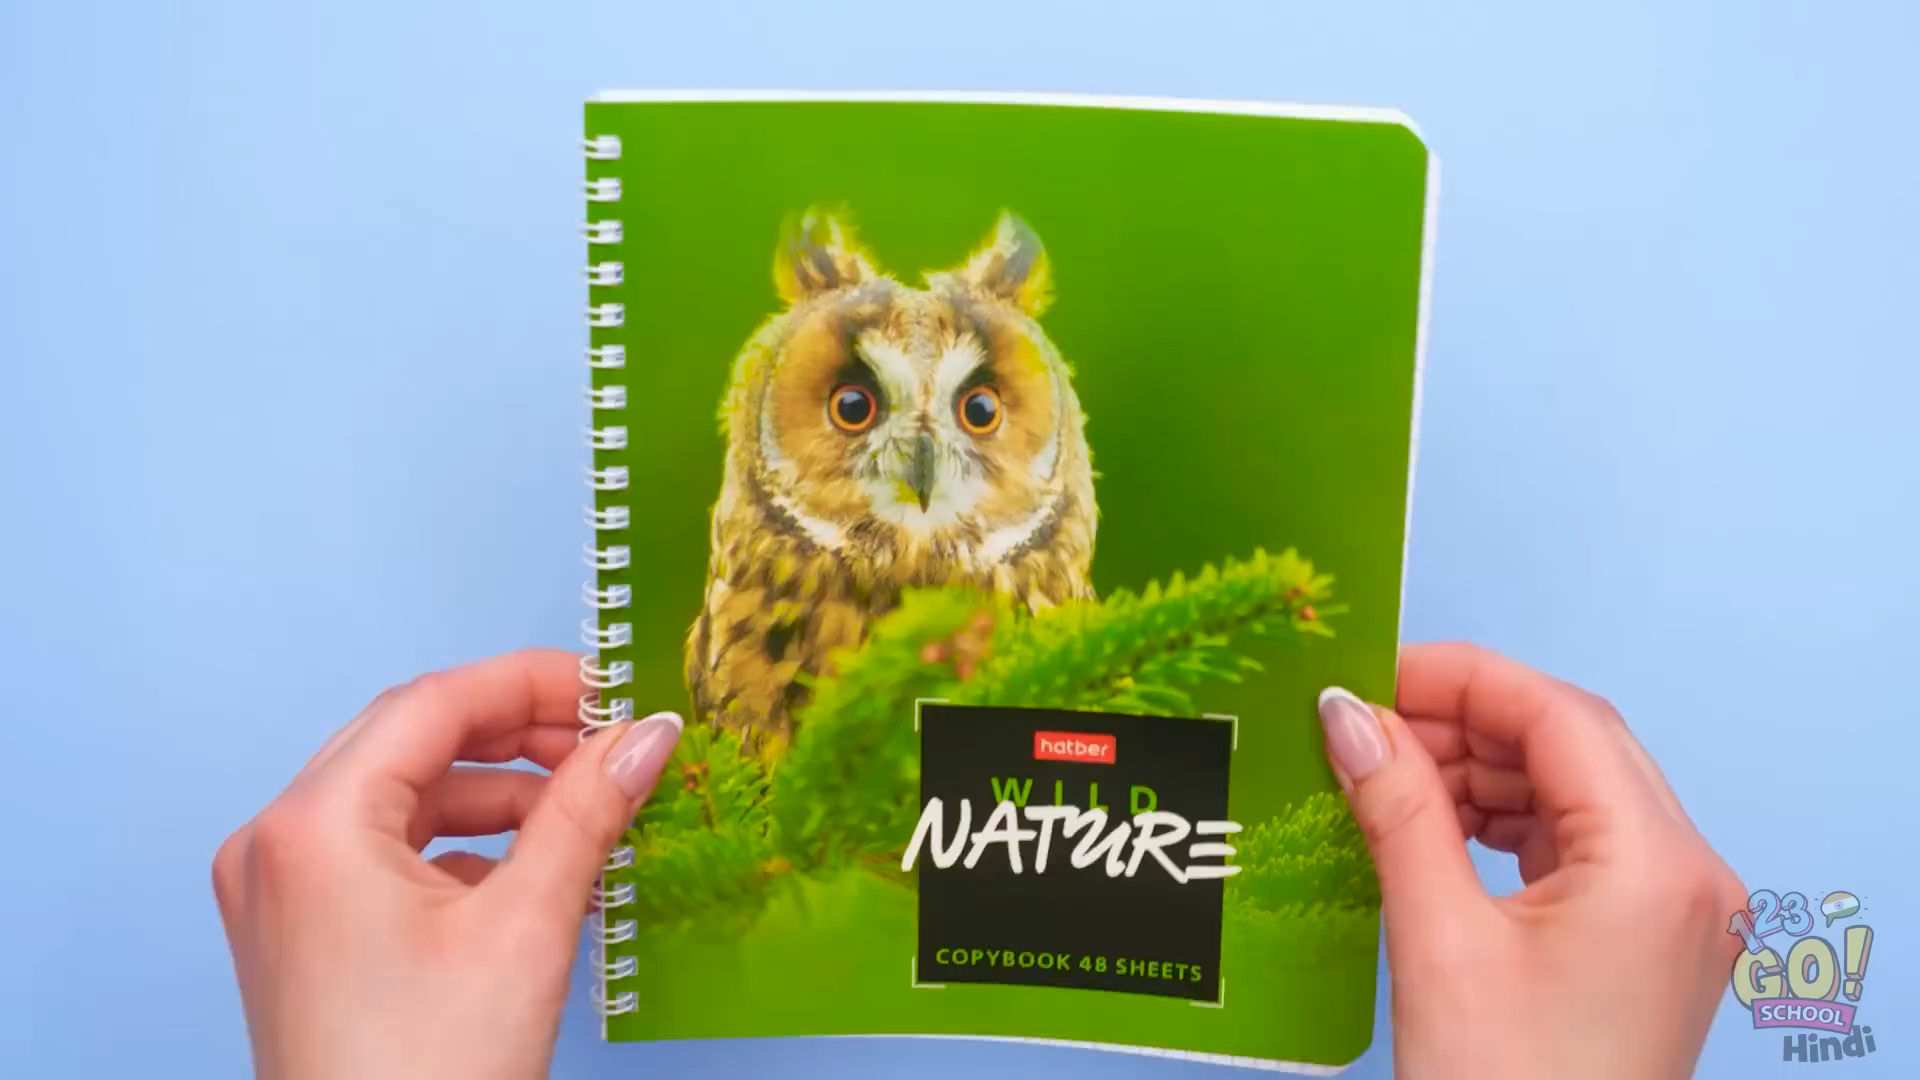 hatber
WILD
NATURE
COPYBOOK 48 SHEETS
123
GO!
SCHOOL
Hindi